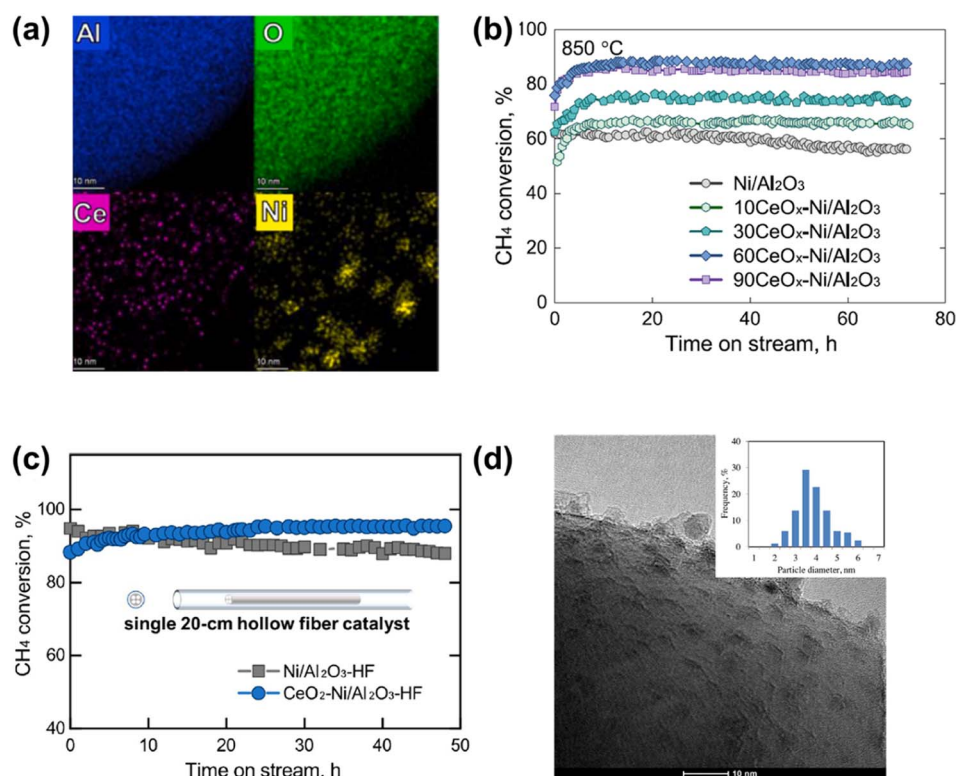 (a)
Al
O
10 nm
10 nm
Ce
Ni
10 nm
10 nm
(b)
100
80
60
40
20
0
CH₄ conversion, %
850 °C
Ni/Al₂O₃
10CeOₓ-Ni/Al₂O₃
30CeOₓ-Ni/Al₂O₃
60CeOₓ-Ni/Al₂O₃
90CeOₓ-Ni/Al₂O₃
0 20 40 60 80
Time on stream, h
(c)
100
80
60
40
CH₄ conversion, %
single 20-cm hollow fiber catalyst
Ni/Al₂O₃-HF
CeO₂-Ni/Al₂O₃-HF
0 10 20 30 40 50
Time on stream, h
(d)
40
30
20
10
0
Frequency, %
1 2 3 4 5 6 7
Particle diameter, nm
10 nm